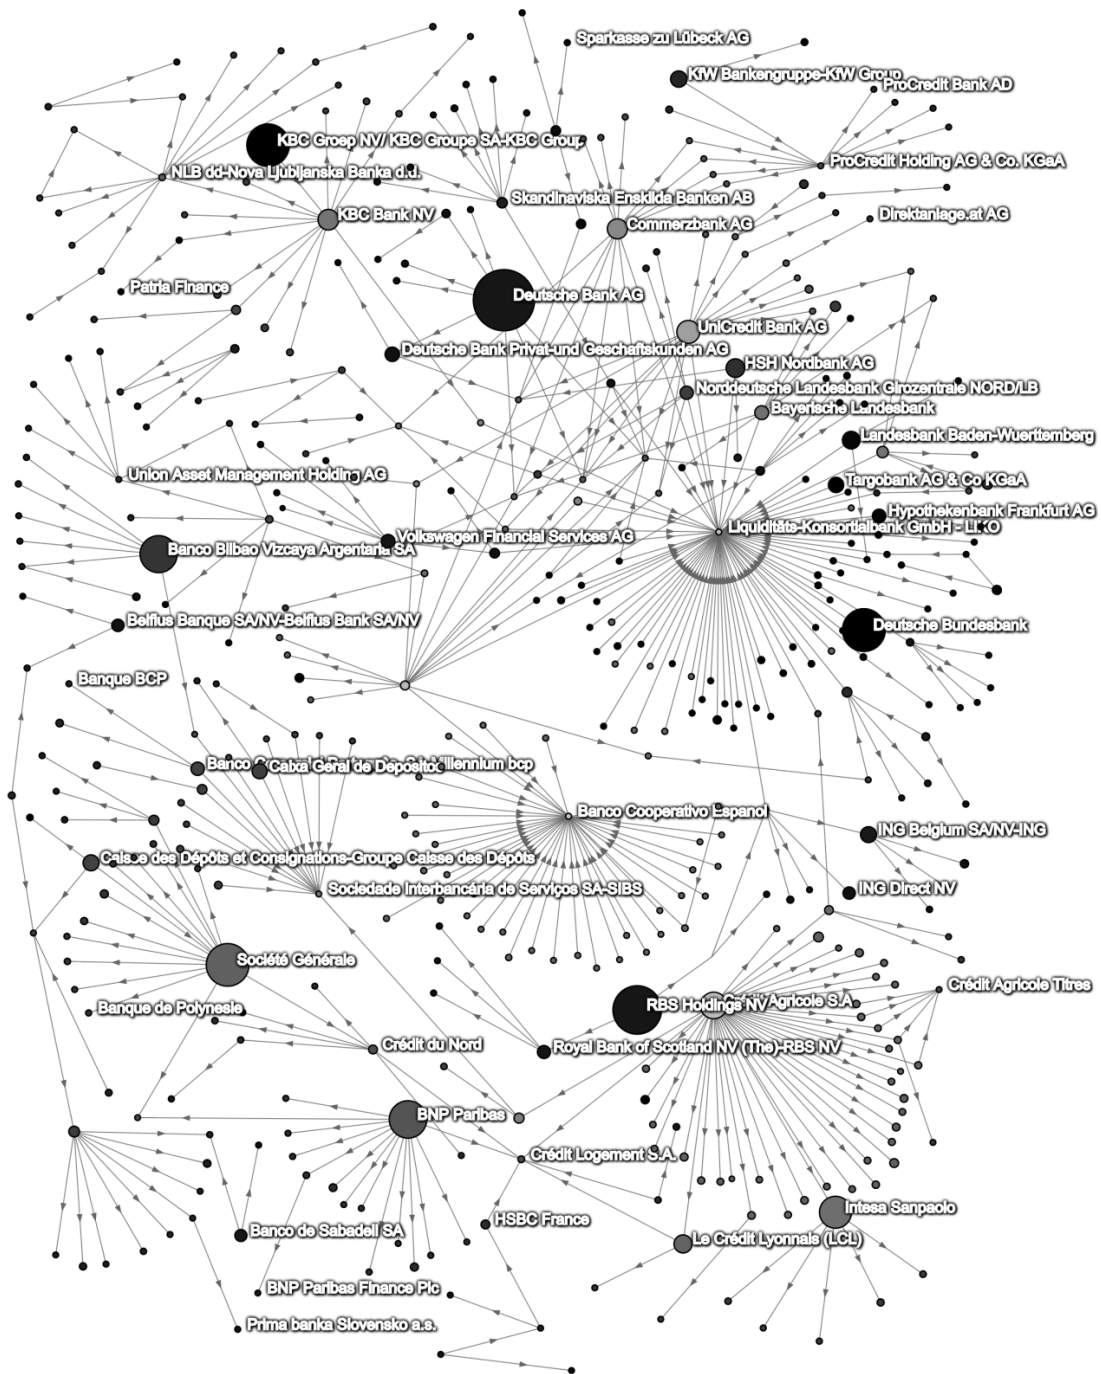 Sparkasse zu Lübeck AG
KfW Bankengruppe-KfW Group
ProCredit Bank AD
KBC Groep NV/ KBC Groupe SA-KBC Group
ProCredit Holding AG & Co. KGaA
NLB dd-Nova Ljubljanska Banka d.d.
Skandinaviska Enskilda Banken AB
KBC Bank NV
Commerzbank AG
Direktanlage.at AG
Patria Finance
Deutsche Bank AG
UniCredit Bank AG
Deutsche Bank Privat-und Geschaftskunden AG
HSH Nordbank AG
Norddeutsche Landesbank Girozentrale NORD/LB
Bayerische Landesbank
Landesbank Baden-Wuerttemberg
Union Asset Management Holding AG
Targobank AG & Co KGaA
Hypothekenbank Frankfurt AG
Liquiditäts-Konsortialbank GmbH - LIKO
Volkswagen Financial Services AG
Banco Bilbao Vizcaya Argentaria SA
Belfius Banque SA/NV-Belfius Bank SA/NV
Deutsche Bundesbank
Banque BCP
Banco Millennium bcp
Caixa Geral de Depositos
Banco Cooperativo Espanol
ING Belgium SA/NV-ING
Caisse des Dépôts et Consignations-Groupe Caisse des Dépôts
Sociedade Interbancária de Serviços SA-SIBS
ING Direct NV
Société Générale
Crédit Agricole Titres
Banque de Polynesie
RBS Holdings NV
Crédit Agricole S.A.
Crédit du Nord
Royal Bank of Scotland NV (The)-RBS NV
BNP Paribas
Crédit Logement S.A.
Intesa Sanpaolo
HSBC France
Banco de Sabadell SA
Le Crédit Lyonnais (LCL)
BNP Paribas Finance Plc
Prima banka Slovensko a.s.